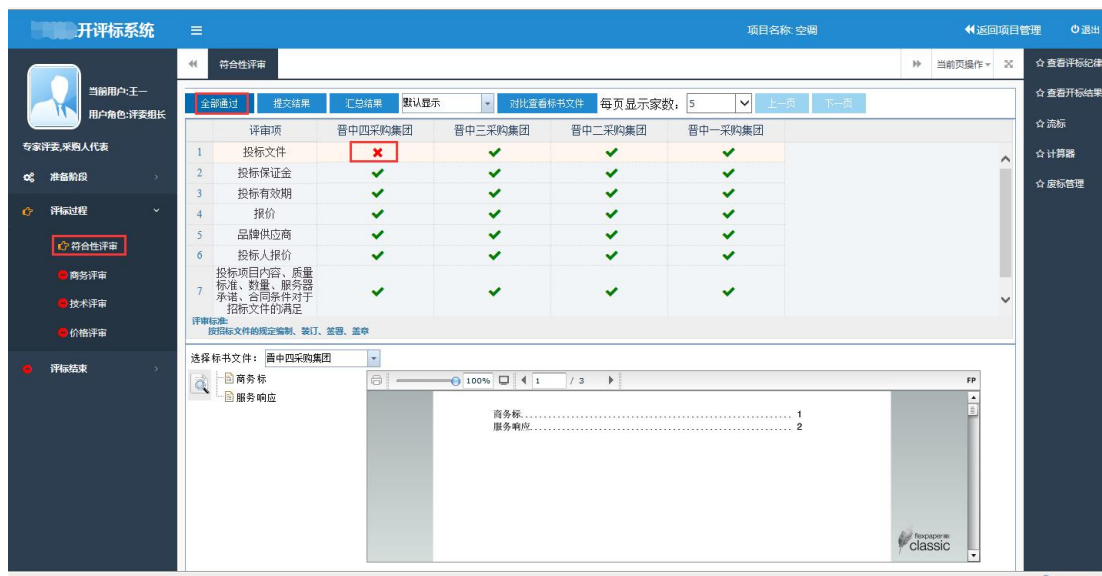 开评标系统
项目名称: 空调
返回项目管理
退出
符合性评审
当前页操作
查看评标纪律
当前用户:王一
用户角色:评委组长
专家评委,采购人代表
准备阶段
评标过程
符合性评审
商务评审
技术评审
价格评审
评标结束
全部通过 提交结果 汇总结果 默认显示 对比查看标书文件 每页显示家数: 5 上一页 下一页
评审项 晋中四采购集团 晋中三采购集团 晋中二采购集团 晋中一采购集团
1 投标文件
2 投标保证金
3 投标有效期
4 报价
5 品牌供应商
6 投标人报价
7 投标项目内容、质量
标准、数量、服务器
承诺、合同条件对于
招标文件的满足
评审标准:
按招标文件的规定编制、装订、签署、盖章
选择标书文件: 晋中四采购集团
商务标
服务响应
100% 1 / 3 FP
商务标 1
服务响应 2
flexpaper
classic
查看开标结果
流标
计算器
废标管理